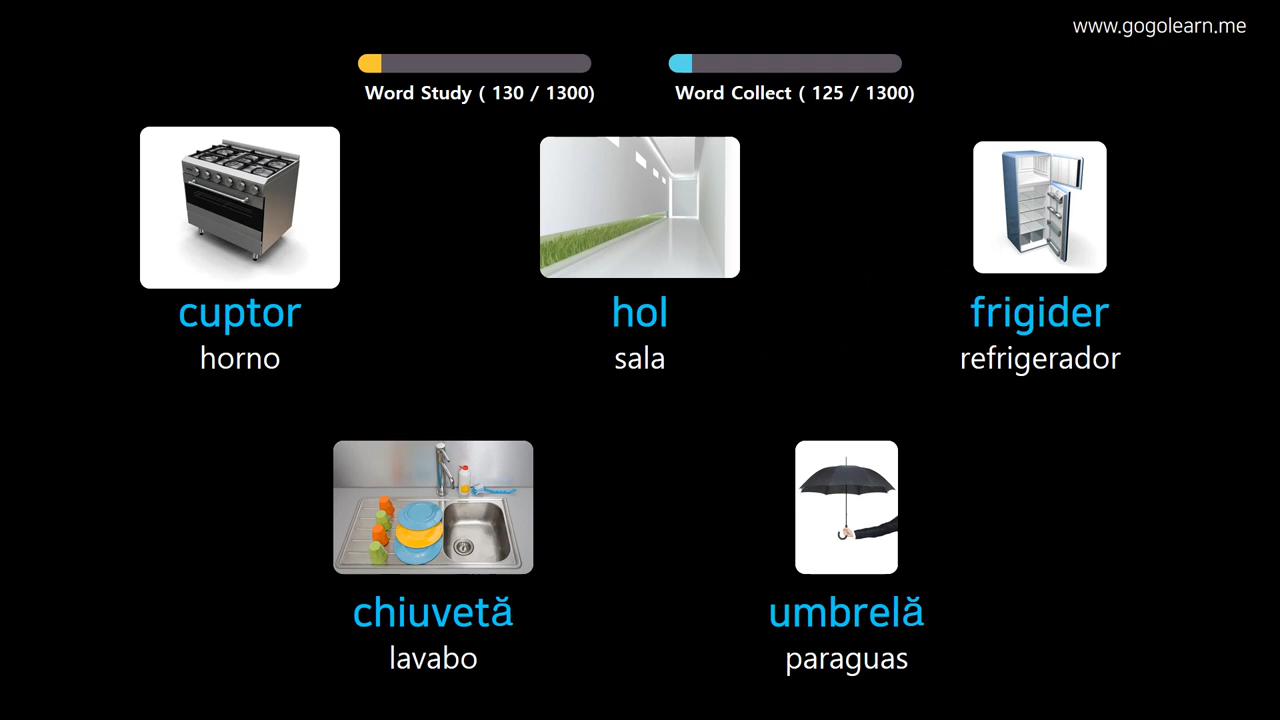 www.gogolearn.me
Word Study ( 130 / 1300)
Word Collect ( 125 / 1300)
cuptor
horno
hol
sala
frigider
refrigerador
chiuvetă
lavabo
umbrelă
paraguas